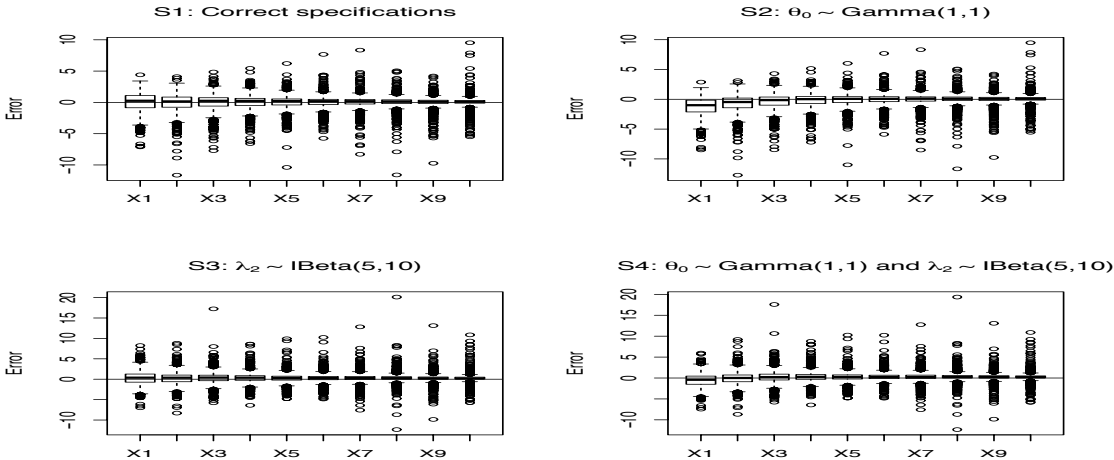 S1: Correct specifications
Error
10
5
0
-5
-10
X1 X3 X5 X7 X9
S2: θ₀ ~ Gamma(1,1)
Error
10
5
0
-5
-10
X1 X3 X5 X7 X9
S3: λ₂ ~ IBeta(5,10)
Error
20
15
10
5
0
-10
X1 X3 X5 X7 X9
S4: θ₀ ~ Gamma(1,1) and λ₂ ~ IBeta(5,10)
Error
20
15
10
5
0
-10
X1 X3 X5 X7 X9